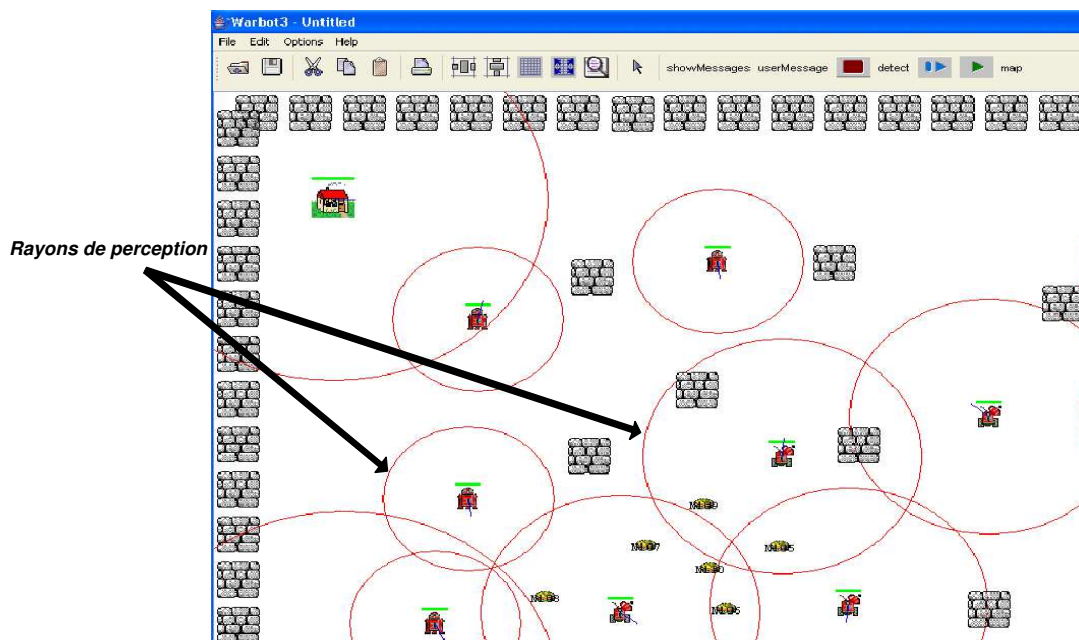 Warbot3 - Untitled
File Edit Options Help
showMessages userMessage detect map
Rayons de perception